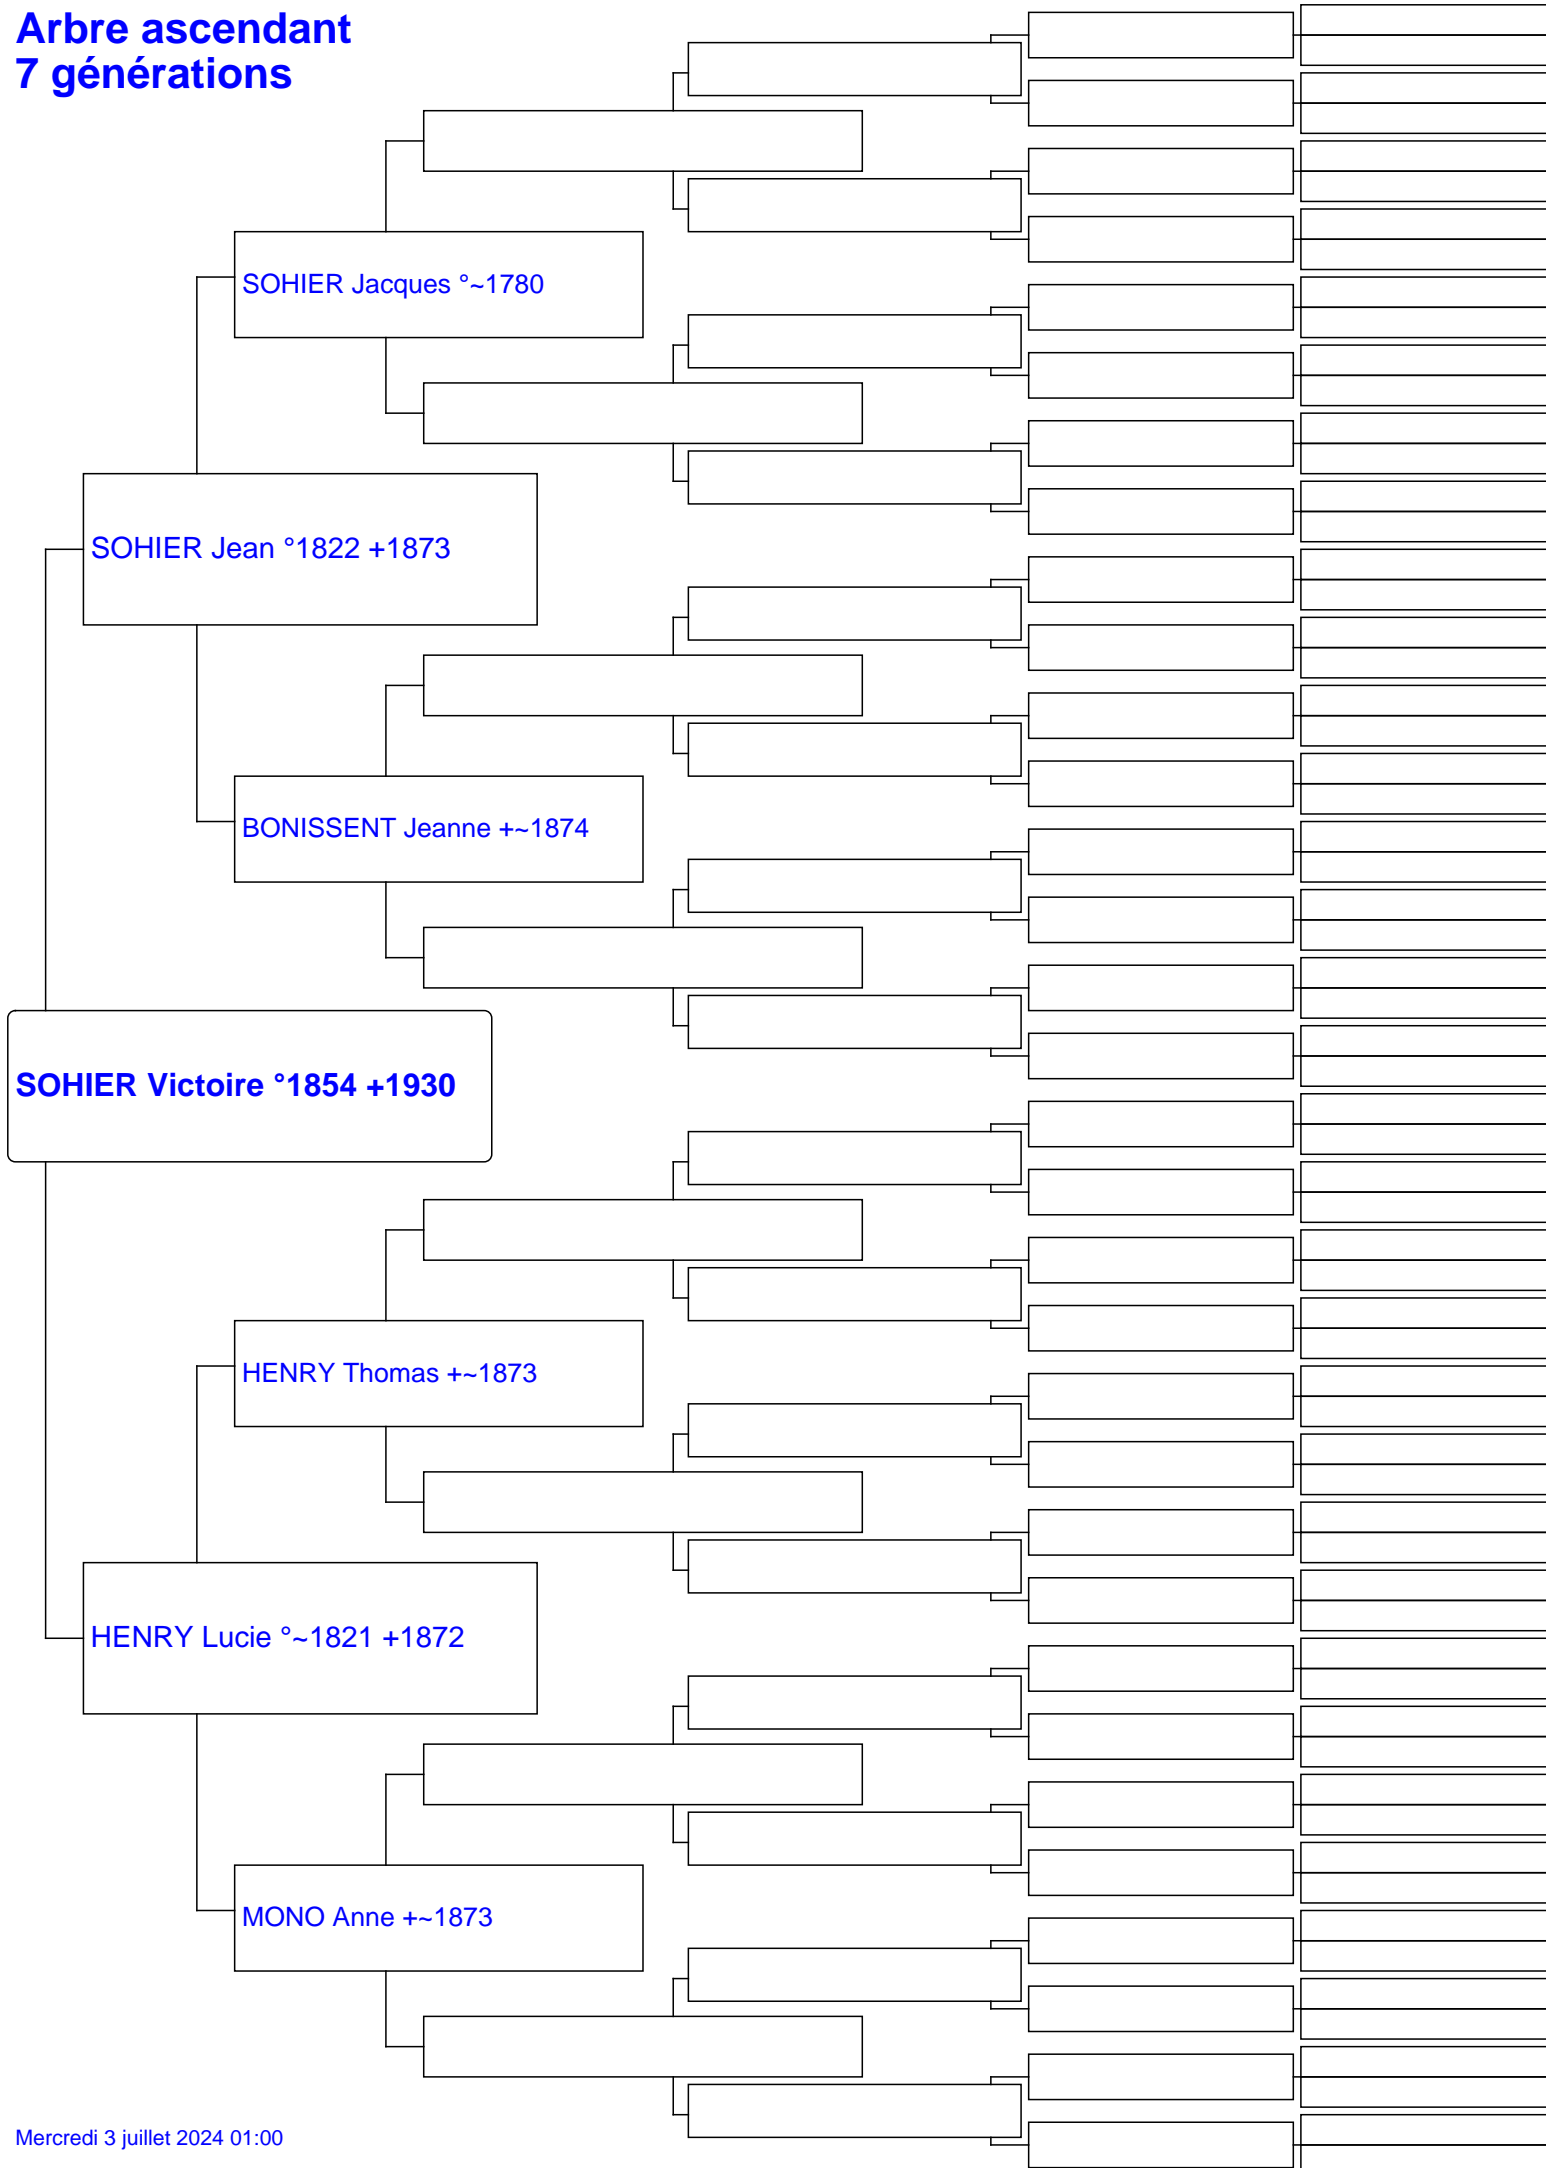 Arbre ascendant
7 générations
SOHIER Jacques °~1780
SOHIER Jean °1822 +1873
BONISSENT Jeanne +~1874
SOHIER Victoire °1854 +1930
HENRY Thomas +~1873
HENRY Lucie °~1821 +1872
MONO Anne +~1873
Mercredi 3 juillet 2024 01:00